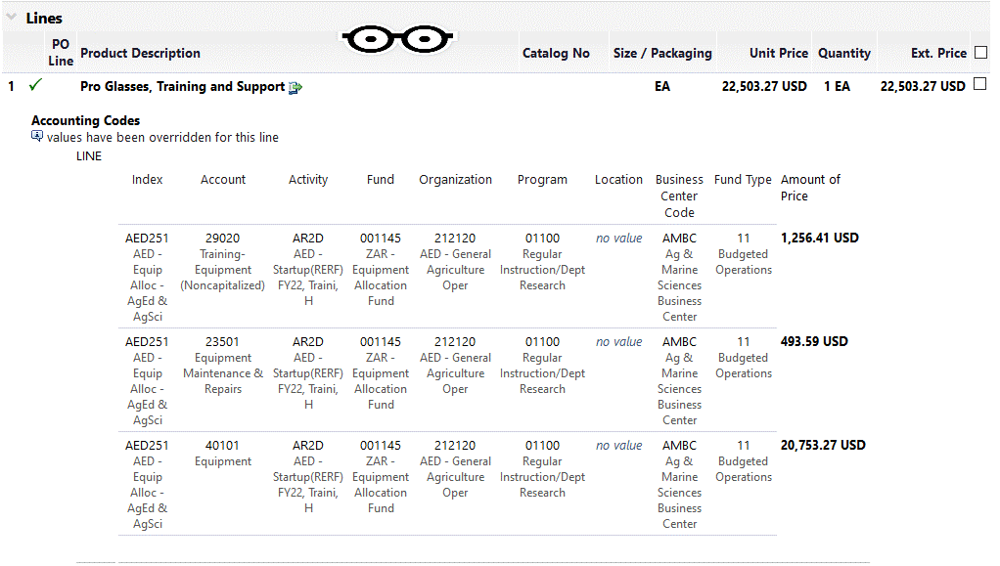 Lines
PO Line Product Description Catalog No Size / Packaging Unit Price Quantity Ext. Price
1 Pro Glasses, Training and Support EA 22,503.27 USD 1 EA 22,503.27 USD
Accounting Codes
values have been overridden for this line
LINE
Index Account Activity Fund Organization Program Location Business Fund Type Amount of
Center Price
Code
AED251 29020 AR2D 001145 212120 01100 no value AMBC 11 1,256.41 USD
AED - Training- AED - ZAR - AED - General Regular Ag & Budgeted
Equip Equipment Startup(RERF) Equipment Agriculture Instruction/Dept Marine Operations
Alloc - (Noncapitalized) FY22, Traini, Allocation Oper Research Sciences
AgEd & H Fund Business
AgSci Center
AED251 23501 AR2D 001145 212120 01100 no value AMBC 11 493.59 USD
AED - Equipment AED - ZAR - AED - General Regular Ag & Budgeted
Equip Maintenance & Startup(RERF) Equipment Agriculture Instruction/Dept Marine Operations
Alloc - Repairs FY22, Traini, Allocation Oper Research Sciences
AgEd & H Fund Business
AgSci Center
AED251 40101 AR2D 001145 212120 01100 no value AMBC 11 20,753.27 USD
AED - Equipment AED - ZAR - AED - General Regular Ag & Budgeted
Equip Startup(RERF) Equipment Agriculture Instruction/Dept Marine Operations
Alloc - FY22, Traini, Allocation Oper Research Sciences
AgEd & H Fund Business
AgSci Center